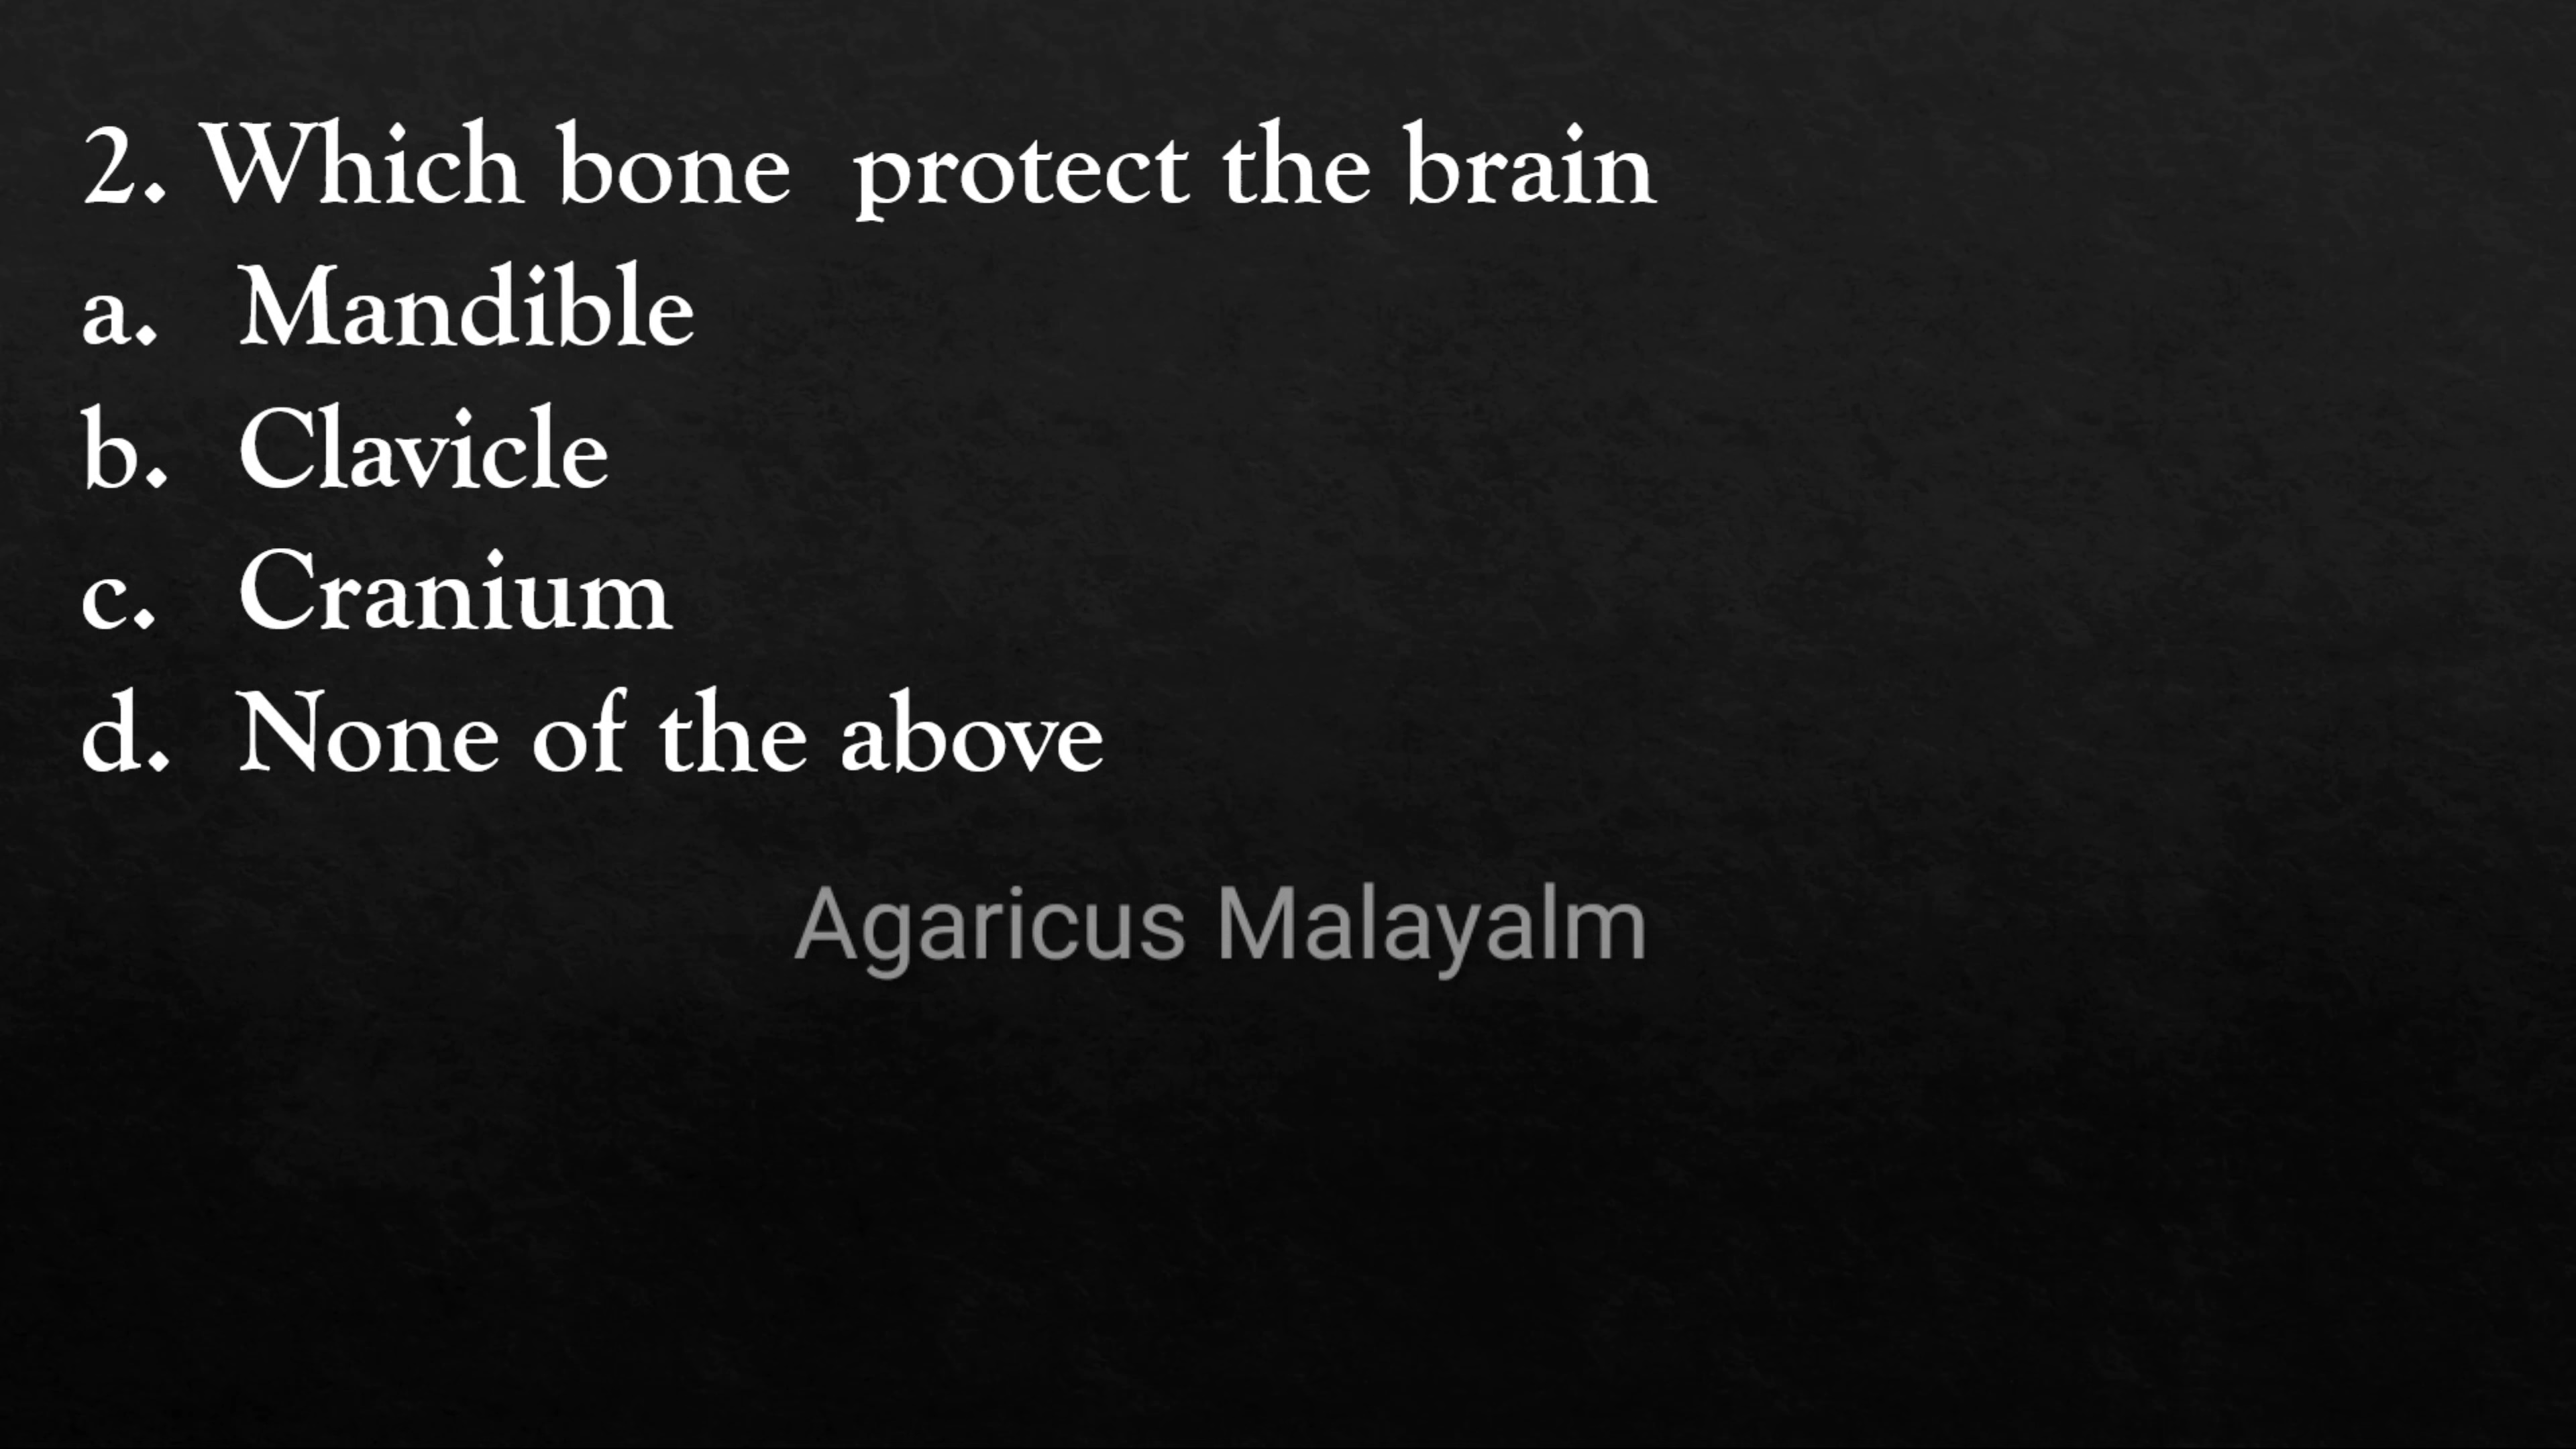 2. Which bone  protect the brain
a. Mandible
b. Clavicle
c. Cranium
d. None of the above
Agaricus Malayalm